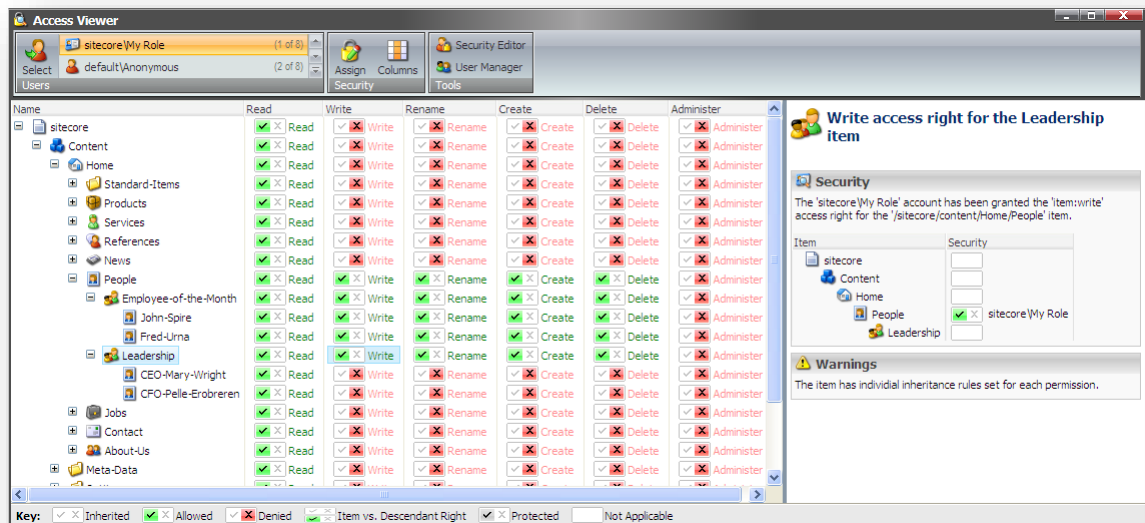 Access Viewer
Select
sitecore\My Role (1 of 8)
default\Anonymous (2 of 8)
Users
Assign Columns
Security
Security Editor
User Manager
Tools
Name Read Write Rename Create Delete Administer
sitecore Read Write Rename Create Delete Administer
Content Read Write Rename Create Delete Administer
Home Read Write Rename Create Delete Administer
Standard-Items Read Write Rename Create Delete Administer
Products Read Write Rename Create Delete Administer
Services Read Write Rename Create Delete Administer
References Read Write Rename Create Delete Administer
News Read Write Rename Create Delete Administer
People Read Write Rename Create Delete Administer
Employee-of-the-Month Read Write Rename Create Delete Administer
John-Spire Read Write Rename Create Delete Administer
Fred-Urna Read Write Rename Create Delete Administer
Leadership Read Write Rename Create Delete Administer
CEO-Mary-Wright Read Write Rename Create Delete Administer
CFO-Pelle-Erobreren Read Write Rename Create Delete Administer
Jobs Read Write Rename Create Delete Administer
Contact Read Write Rename Create Delete Administer
About-Us Read Write Rename Create Delete Administer
Meta-Data Read Write Rename Create Delete Administer
Write access right for the Leadership
item
Security
The 'sitecore\My Role' account has been granted the 'item:write'
access right for the '/sitecore/content/Home/People' item.
Item Security
sitecore
Content
Home
People sitecore\My Role
Leadership
Warnings
The item has individial inheritance rules set for each permission.
Key: Inherited Allowed Denied Item vs. Descendant Right Protected Not Applicable